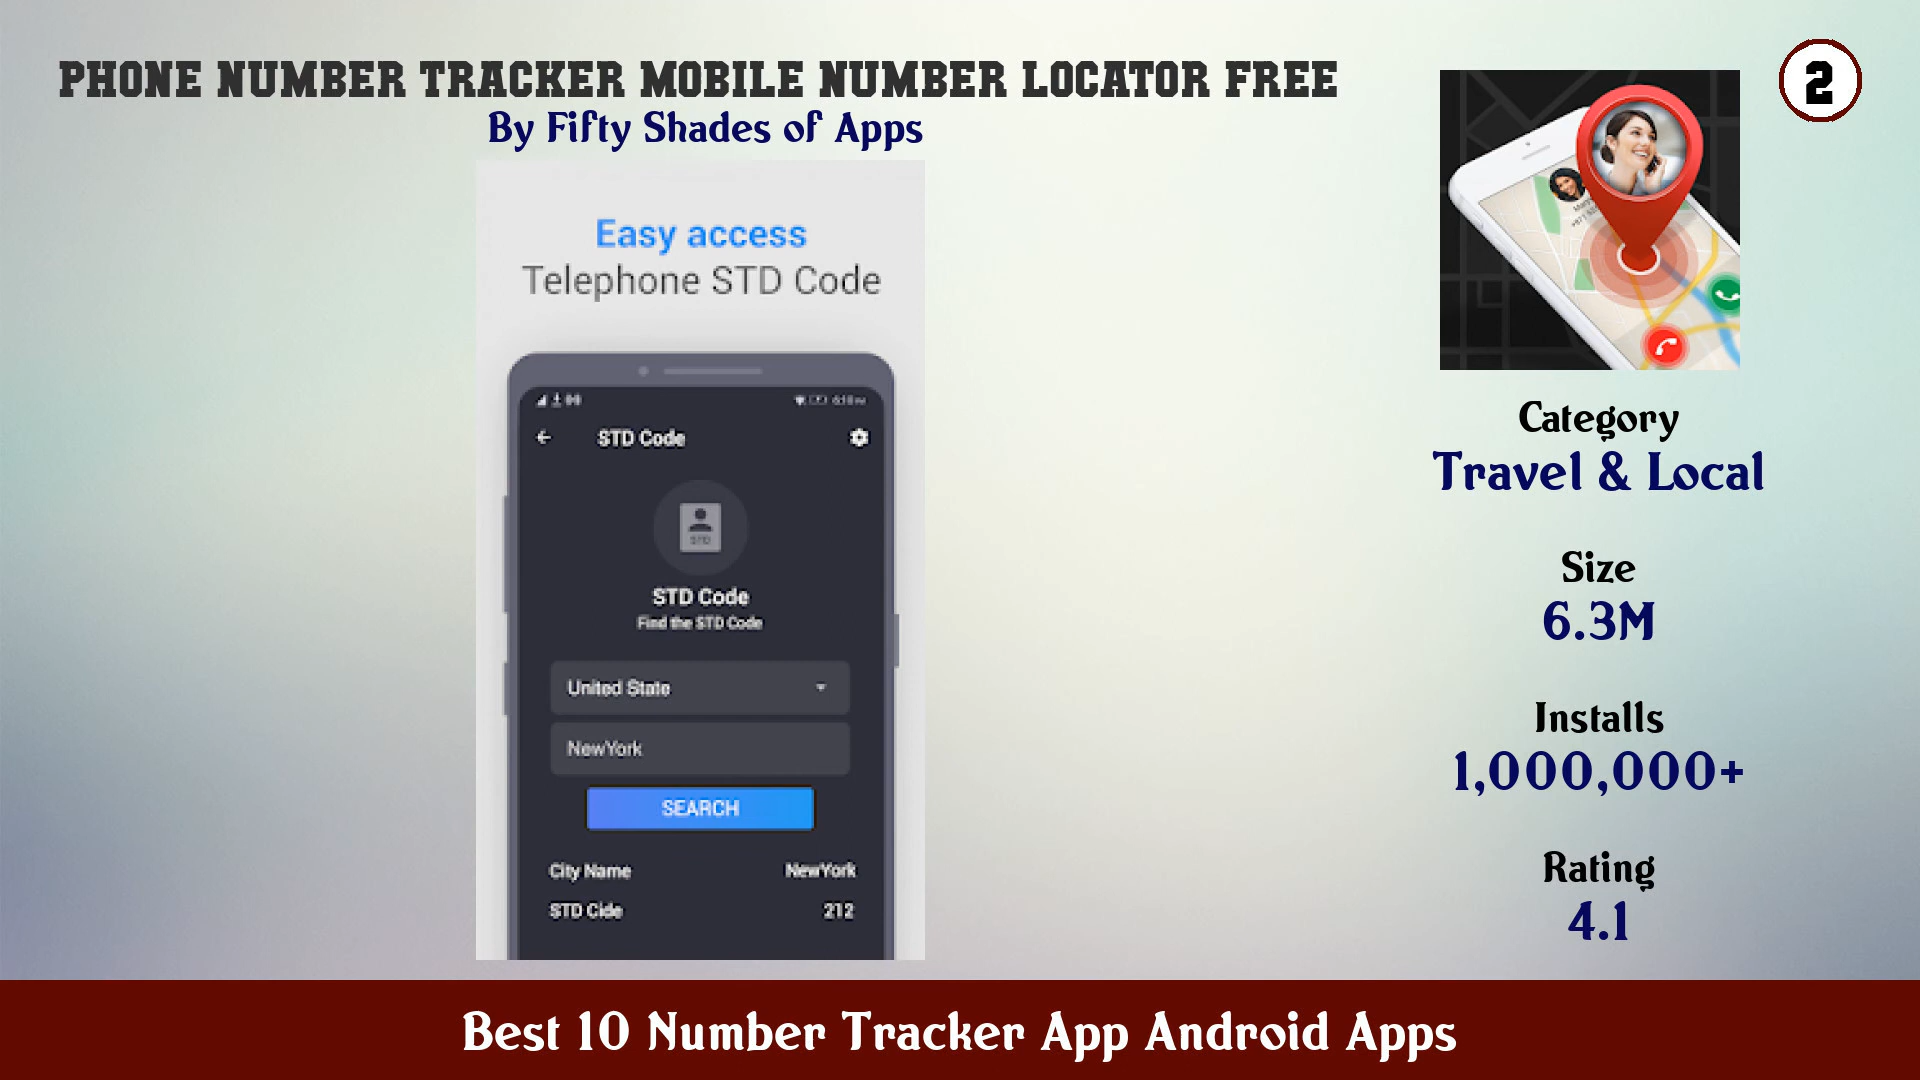 PHONE NUMBER TRACKER MOBILE NUMBER LOCATOR FREE
2
By Fifty Shades of Apps
Easy access
Telephone STD Code
STD Code
STD
STD Code
Find the STD Code
United State
NewYork
SEARCH
City Name NewYork
STD Cide 212
Category
Travel & Local
Size
6.3M
Installs
1,000,000+
Rating
4.1
Best 10 Number Tracker App Android Apps